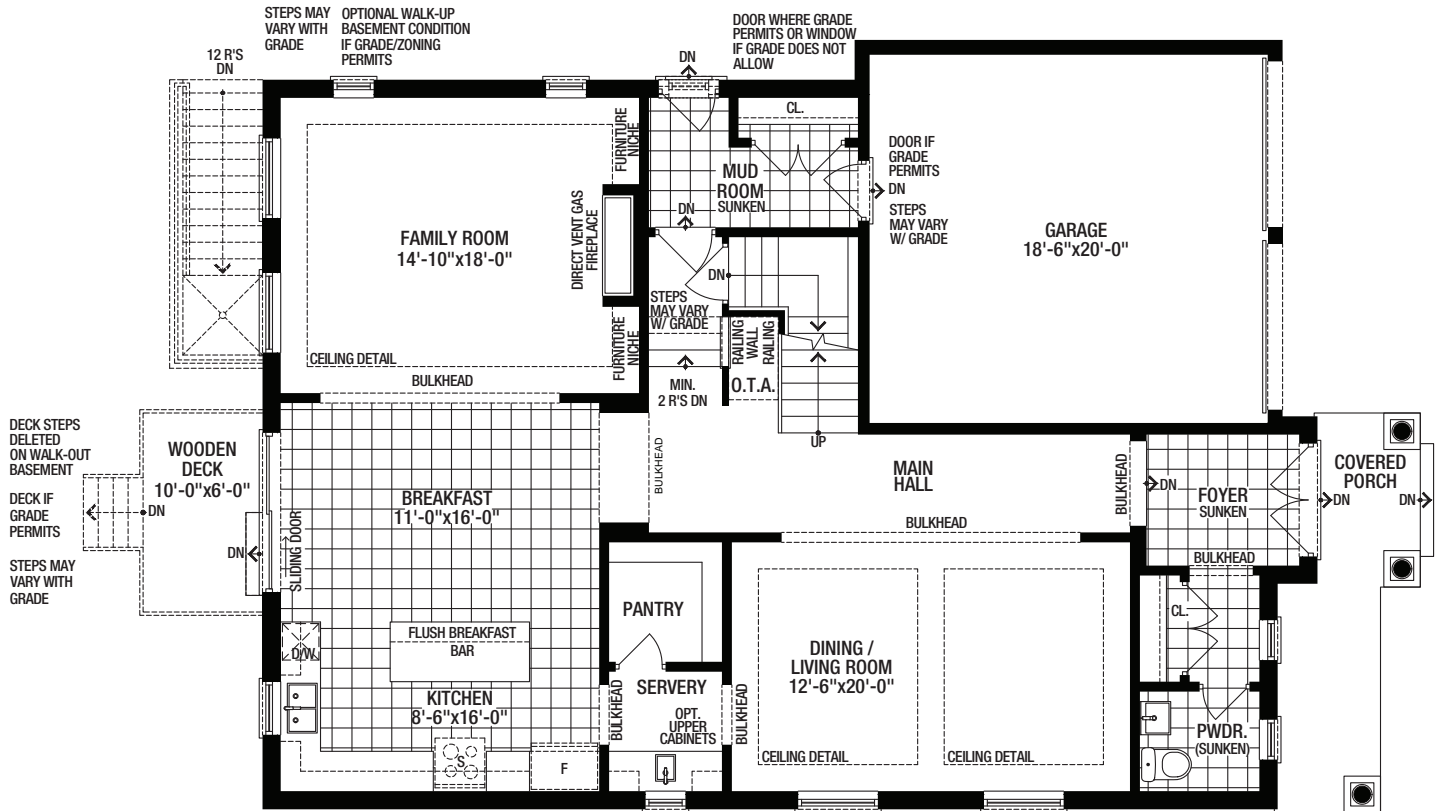 STEPS MAY
VARY WITH
GRADE
OPTIONAL WALK-UP
BASEMENT CONDITION
IF GRADE/ZONING
PERMITS
DOOR WHERE GRADE
PERMITS OR WINDOW
IF GRADE DOES NOT
ALLOW
12 R'S
DN
DN
CL.
FURNITURE
NICHE
DOOR IF
GRADE
PERMITS
DN
STEPS
MAY VARY
W/ GRADE
MUD
ROOM
SUNKEN
DN
GARAGE
18'-6"x20'-0"
FAMILY ROOM
14'-10"x18'-0"
DIRECT VENT GAS
FIREPLACE
DN
STEPS
MAY VARY
W/ GRADE
RAILING
WALL
RAILING
FURNITURE
NICHE
CEILING DETAIL
BULKHEAD
MIN.
2 R'S DN
O.T.A.
UP
DECK STEPS
DELETED
ON WALK-OUT
BASEMENT
DECK IF
GRADE
PERMITS
STEPS MAY
VARY WITH
GRADE
WOODEN
DECK
10'-0"x6'-0"
DN
DN
SLIDING DOOR
BREAKFAST
11'-0"x16'-0"
BULKHEAD
MAIN
HALL
BULKHEAD
BULKHEAD
DN
FOYER
SUNKEN
DN
COVERED
PORCH
DN
BULKHEAD
CL.
PANTRY
FLUSH BREAKFAST
BAR
D/W
KITCHEN
8'-6"x16'-0"
S
F
BULKHEAD
SERVERY
OPT.
UPPER
CABINETS
BULKHEAD
DINING /
LIVING ROOM
12'-6"x20'-0"
CEILING DETAIL
CEILING DETAIL
PWDR.
(SUNKEN)